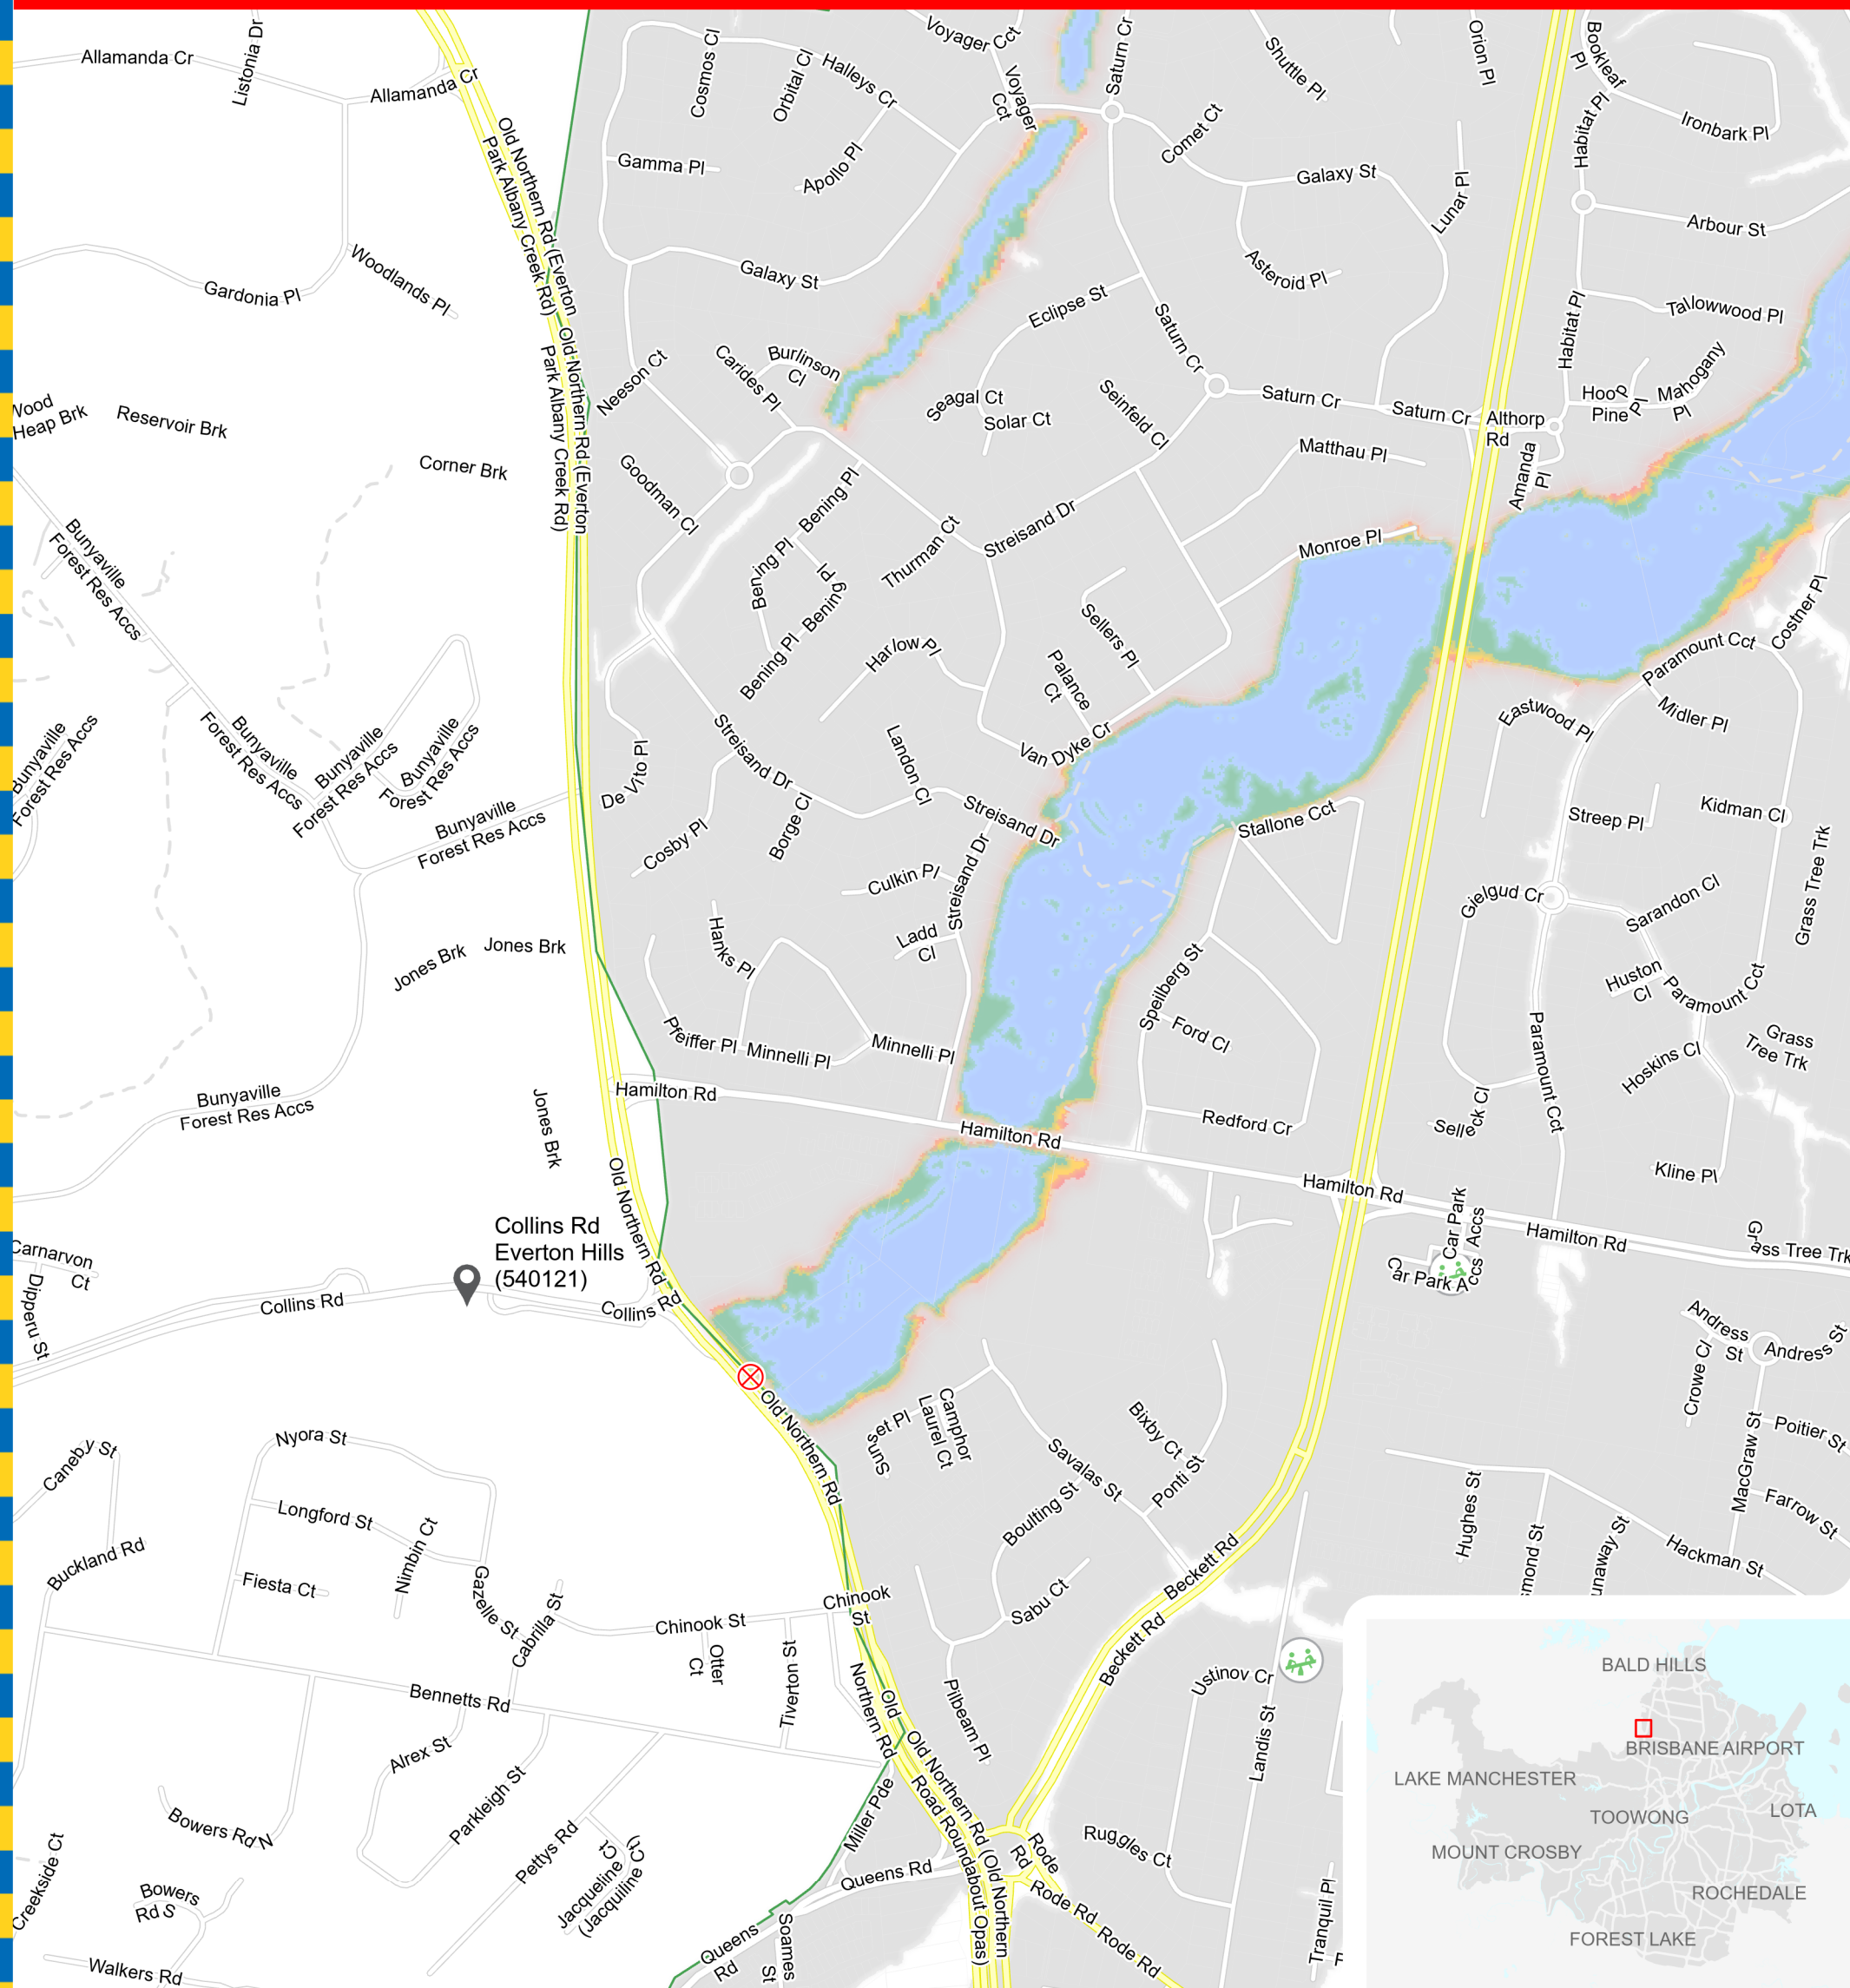 Allamanda Cr
Listonia Dr
Allamanda Cr
Cosmos Cl
Orbital Cl
Halleys Cr
Voyager Cct
Voyager
Cct
Saturn Cr
Shuttle Pl
Orion Pl
Bookleaf
Pl
Habitat Pl
Ironbark Pl
Old Northern Rd (Everton
Park Albany Creek Rd)
Gamma Pl
Apollo Pl
Comet Ct
Galaxy St
Lunar Pl
Arbour St
Woodlands Pl
Gardonia Pl
Galaxy St
Asteroid Pl
Eclipse St
Saturn Cr
Habitat Pl
Tallowwood Pl
Old Northern Rd (Everton
Park Albany Creek Rd)
Neeson Ct
Carides Pl
Burlinson
Cl
Seagal Ct
Solar Ct
Seinfeld Cl
Saturn Cr
Saturn Cr
Althorp
Rd
Hoop
Pine Pl
Mahogany
Pl
Wood
Heap Brk
Reservoir Brk
Corner Brk
Goodman Cl
Matthau Pl
Amanda
Pl
Bening Pl
Thurman Ct
Streisand Dr
Monroe Pl
Bunyaville
Forest Res Accs
Bening Pl
Bening Pl
Bening Pl
Harlow Pl
Sellers Pl
Palance
Ct
Costner Pl
Paramount Cct
Midler Pl
Eastwood Pl
Bunyaville
Forest Res Accs
Bunyaville
Forest Res Accs
Bunyaville
Forest Res Accs
Bunyaville
Forest Res Accs
Streisand Dr
Landon Cl
Van Dyke Cr
De Vito Pl
Bunyaville
Forest Res Accs
Cosby Pl
Borge Cl
Streisand Dr
Stallone Cct
Streep Pl
Kidman Cl
Culkin Pl
Streisand Dr
Grass Tree Trk
Gielgud Cr
Sarandon Cl
Hanks Pl
Ladd
Cl
Jones Brk
Jones Brk
Speilberg St
Huston
Cl
Paramount Cct
Pfeiffer Pl
Minnelli Pl
Minnelli Pl
Ford Cl
Paramount Cct
Grass
Tree Trk
Hoskins Cl
Bunyaville
Forest Res Accs
Hamilton Rd
Jones Brk
Hamilton Rd
Redford Cr
Selleck Cl
Kline Pl
Old Northern Rd
Hamilton Rd
Car Park
Accs
Car Park Accs
Hamilton Rd
Grass Tree Trk
Collins Rd
Everton Hills
(540121)
Carnarvon
Ct
Dipperu St
Collins Rd
Collins Rd
Andress
St
Andress St
Crowe Cl
Old Northern Rd
Sunset Pl
Camphor
Laurel Ct
Bixby Ct
Savalas St
Ponti St
Poitier St
MacGraw St
Caneby St
Nyora St
Hughes St
Farrow St
Longford St
Nimbin Ct
Boulting St
Hackman St
Buckland Rd
Fiesta Ct
Gazelle St
Cabrilla St
Chinook St
Chinook
St
Sabu Ct
Beckett Rd
Beckett Rd
Otter
Ct
Tiverton St
Old
Northern Rd
Pilbeam Pl
Ustinov Cr
Landis St
Bennetts Rd
Alrex St
Parkleigh St
Bowers Rd N
Pettys Rd
Jacqueline Ct
(Jacquiline Ct)
Miller Pde
Old Northern Rd (Old Northern
Road Roundabout Opas)
Rode
Rd
Ruggles Ct
Queens Rd
Rode Rd
Rode Rd
Tranquil Pl
Creekside Ct
Bowers
Rd S
Walkers Rd
Queens
Rd
Soames
St
BALD HILLS
BRISBANE AIRPORT
LAKE MANCHESTER
TOOWONG
LOTA
MOUNT CROSBY
ROCHEDALE
FOREST LAKE